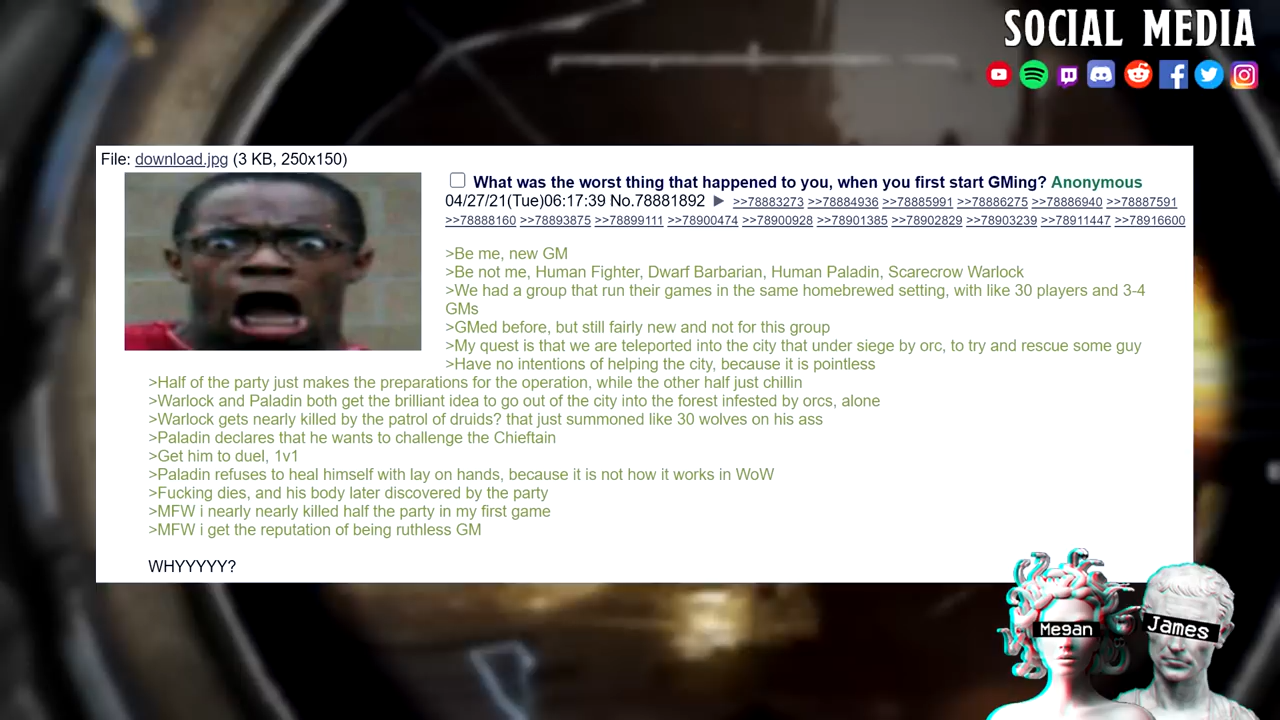 SOCIAL MEDIA
File: download.jpg (3 KB, 250x150)
What was the worst thing that happened to you, when you first start GMing? Anonymous
04/27/21(Tue)06:17:39 No.78881892 ▶ >>78883273 >>78884936 >>78885991 >>78886275 >>78886940 >>78887591
>>78888160 >>78893875 >>78899111 >>78900474 >>78900928 >>78901385 >>78902829 >>78903239 >>78911447 >>78916600
>Be me, new GM
>Be not me, Human Fighter, Dwarf Barbarian, Human Paladin, Scarecrow Warlock
>We had a group that run their games in the same homebrewed setting, with like 30 players and 3-4
GMs
>GMed before, but still fairly new and not for this group
>My quest is that we are teleported into the city that under siege by orc, to try and rescue some guy
>Have no intentions of helping the city, because it is pointless
>Half of the party just makes the preparations for the operation, while the other half just chillin
>Warlock and Paladin both get the brilliant idea to go out of the city into the forest infested by orcs, alone
>Warlock gets nearly killed by the patrol of druids? that just summoned like 30 wolves on his ass
>Paladin declares that he wants to challenge the Chieftain
>Get him to duel, 1v1
>Paladin refuses to heal himself with lay on hands, because it is not how it works in WoW
>Fucking dies, and his body later discovered by the party
>MFW i nearly nearly killed half the party in my first game
>MFW i get the reputation of being ruthless GM
WHYYYYY?
Megan
James